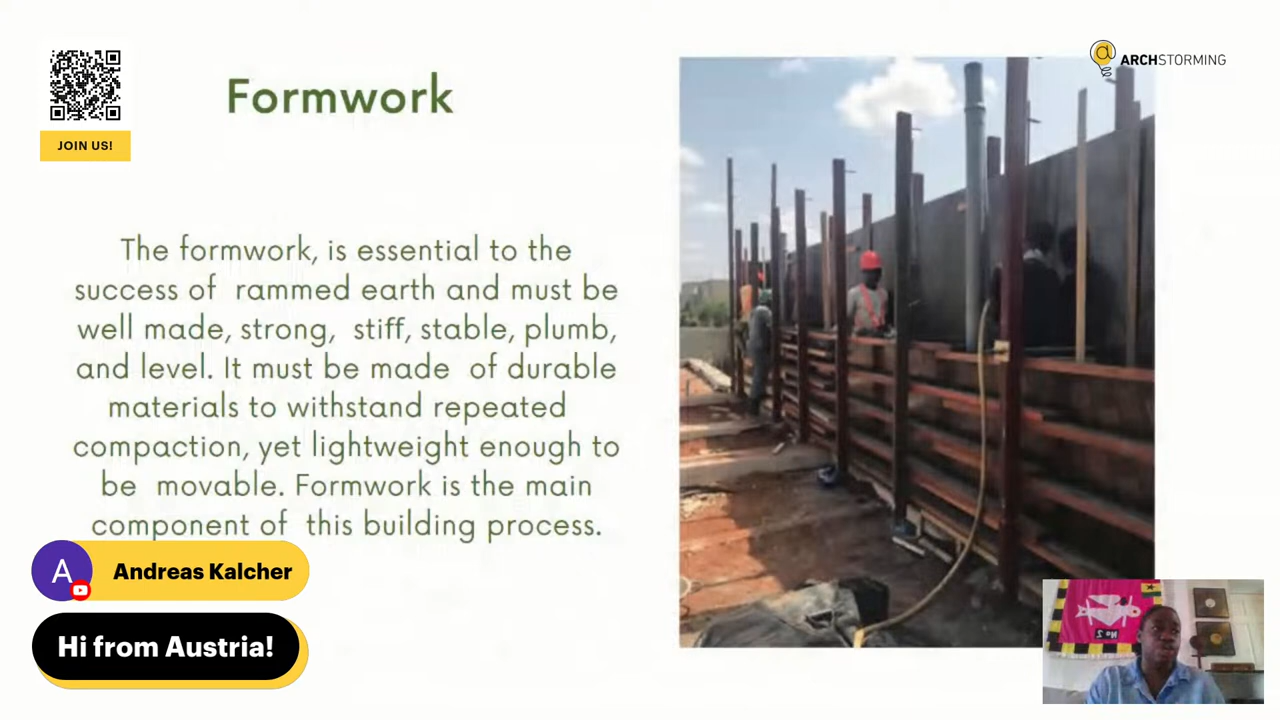 JOIN US!
Formwork
ARCHSTORMING
The formwork, is essential to the
success of rammed earth and must be
well made, strong, stiff, stable, plumb,
and level. It must be made of durable
materials to withstand repeated
compaction, yet lightweight enough to
be movable. Formwork is the main
component of this building process.
A
Andreas Kalcher
Hi from Austria!